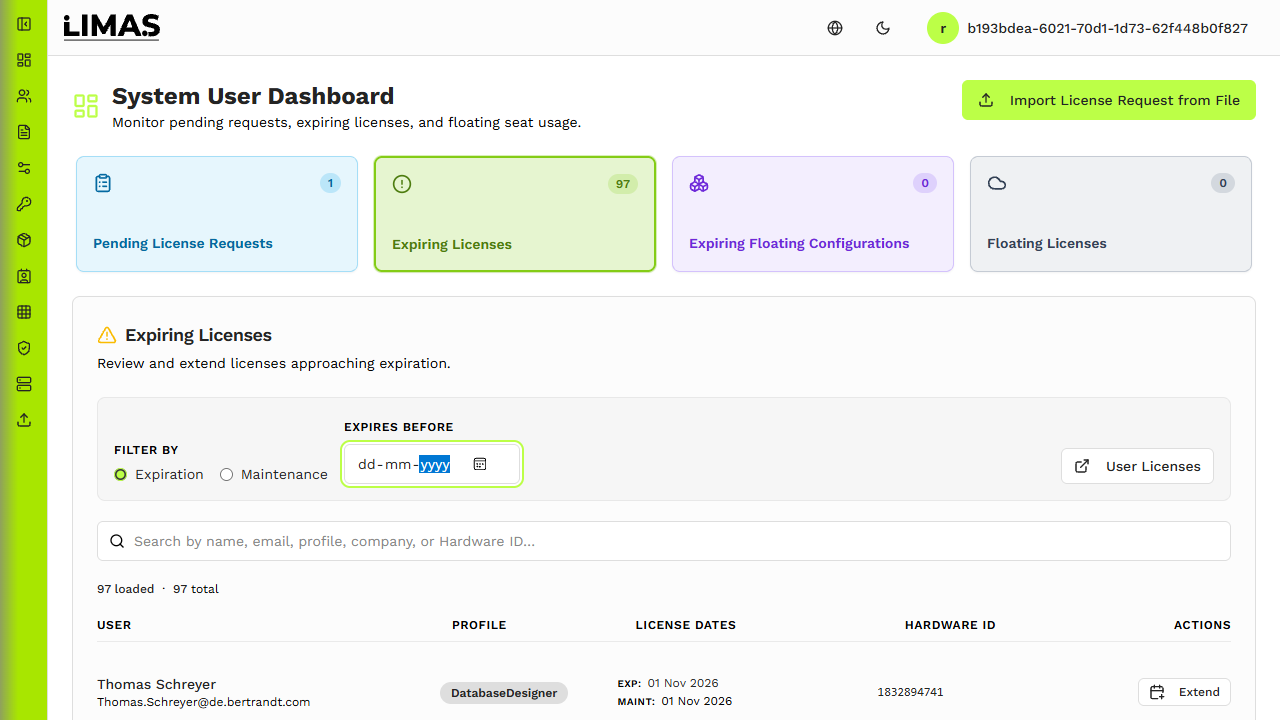 LIMAS
r
b193bdea-6021-70d1-1d73-62f448b0f827
System User Dashboard
Monitor pending requests, expiring licenses, and floating seat usage.
Import License Request from File
1
Pending License Requests
97
Expiring Licenses
0
Expiring Floating Configurations
0
Floating Licenses
Expiring Licenses
Review and extend licenses approaching expiration.
FILTER BY
Expiration
Maintenance
EXPIRES BEFORE
dd-mm-yyyy
User Licenses
Search by name, email, profile, company, or Hardware ID...
97 loaded · 97 total
USER PROFILE LICENSE DATES HARDWARE ID ACTIONS
Thomas Schreyer
Thomas.Schreyer@de.bertrandt.com
DatabaseDesigner
EXP: 01 Nov 2026
MAINT: 01 Nov 2026
1832894741
Extend